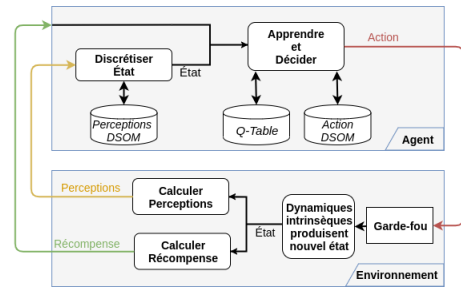 Apprendre
et
Décider
Action
Discrétiser
État
État
Perceptions
DSOM
Q-Table
Action
DSOM
Agent
Perceptions
Calculer
Perceptions
Dynamiques
intrinsèques
produisent
nouvel état
Garde-fou
État
Récompense
Calculer
Récompense
Environnement